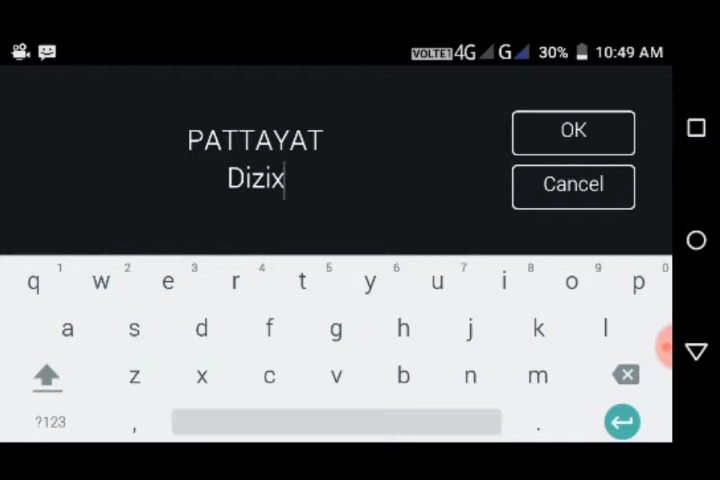 VOLTE1 4G G 30% 10:49 AM
PATTAYAT
Dizix
OK
Cancel
q 1 w 2 e 3 r 4 t 5 y 6 u 7 i 8 o 9 p 0
a s d f g h j k l
z x c v b n m
?123 , .